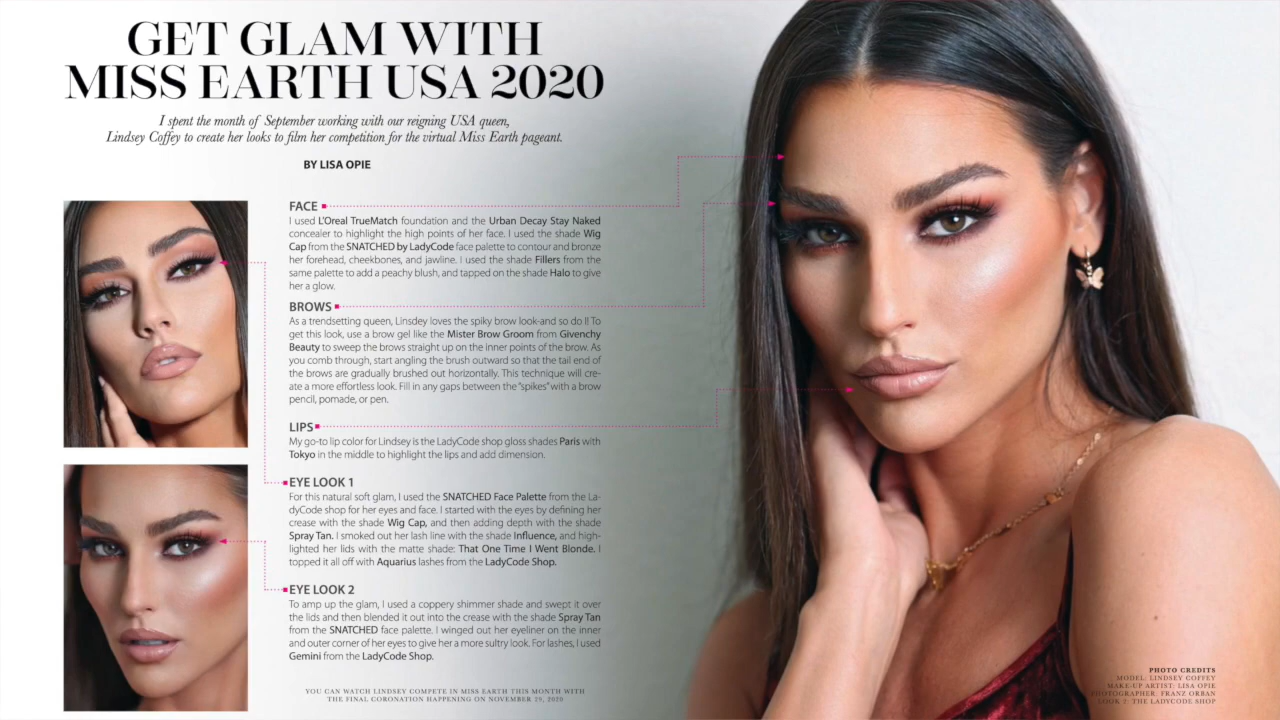 GET GLAM WITH
MISS EARTH USA 2020
I spent the month of September working with our reigning USA queen,
Lindsey Coffey to create her looks to film her competition for the virtual Miss Earth pageant.
BY LISA OPIE
FACE
I used L'Oreal TrueMatch foundation and the Urban Decay Stay Naked
concealer to highlight the high points of her face. I used the shade Wig
Cap from the SNATCHED by LadyCode face palette to contour and bronze
her forehead, cheekbones, and jawline. I used the shade Fillers from the
same palette to add a peachy blush, and tapped on the shade Halo to give
her a glow.
BROWS
As a trendsetting queen, Linsdey loves the spiky brow look-and so do I! To
get this look, use a brow gel like the Mister Brow Groom from Givenchy
Beauty to sweep the brows straight up on the inner points of the brow. As
you comb through, start angling the brush outward so that the tail end of
the brows are gradually brushed out horizontally. This technique will cre-
ate a more effortless look. Fill in any gaps between the "spikes" with a brow
pencil, pomade, or pen.
LIPS
My go-to lip color for Lindsey is the LadyCode shop gloss shades Paris with
Tokyo in the middle to highlight the lips and add dimension.
EYE LOOK 1
For this natural soft glam, I used the SNATCHED Face Palette from the La-
dyCode shop for her eyes and face. I started with the eyes by defining her
crease with the shade Wig Cap, and then adding depth with the shade
Spray Tan. I smoked out her lash line with the shade Influence, and high-
lighted her lids with the matte shade: That One Time I Went Blonde. I
topped it all off with Aquarius lashes from the LadyCode Shop.
EYE LOOK 2
To amp up the glam, I used a coppery shimmer shade and swept it over
the lids and then blended it out into the crease with the shade Spray Tan
from the SNATCHED face palette. I winged out her eyeliner on the inner
and outer corner of her eyes to give her a more sultry look. For lashes, I used
Gemini from the LadyCode Shop.
YOU CAN WATCH LINDSEY COMPETE IN MISS EARTH THIS MONTH WITH
THE FINAL CORONATION HAPPENING ON NOVEMBER 29, 2020
PHOTO CREDITS
MODEL: LINDSEY COFFEY
MAKE-UP ARTIST: LISA OPIE
PHOTOGRAPHER: FRANZ ORBAN
LOOK 2: THE LADYCODE SHOP